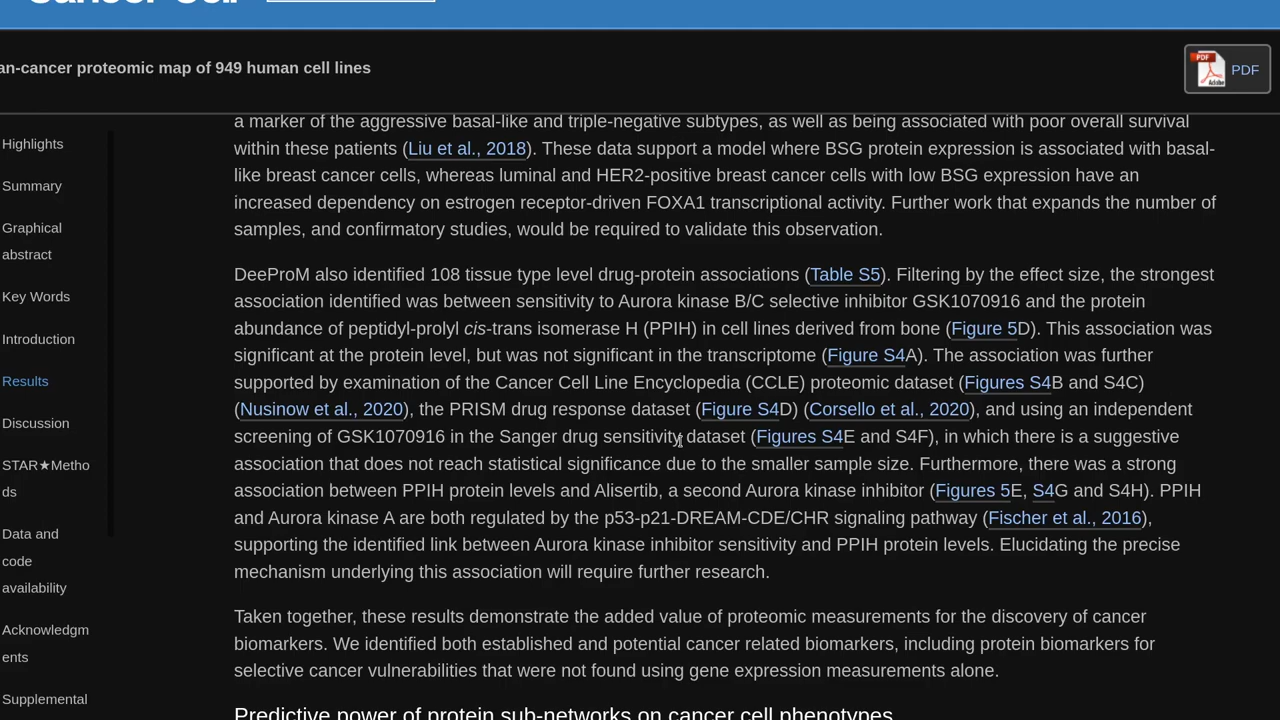 an-cancer proteomic map of 949 human cell lines
PDF
PDF
Adobe
Highlights
Summary
Graphical
abstract
Key Words
Introduction
Results
Discussion
STAR★Metho
ds
Data and
code
availability
Acknowledgm
ents
Supplemental
a marker of the aggressive basal-like and triple-negative subtypes, as well as being associated with poor overall survival
within these patients (Liu et al., 2018). These data support a model where BSG protein expression is associated with basal-
like breast cancer cells, whereas luminal and HER2-positive breast cancer cells with low BSG expression have an
increased dependency on estrogen receptor-driven FOXA1 transcriptional activity. Further work that expands the number of
samples, and confirmatory studies, would be required to validate this observation.
DeeProM also identified 108 tissue type level drug-protein associations (Table S5). Filtering by the effect size, the strongest
association identified was between sensitivity to Aurora kinase B/C selective inhibitor GSK1070916 and the protein
abundance of peptidyl-prolyl cis-trans isomerase H (PPIH) in cell lines derived from bone (Figure 5D). This association was
significant at the protein level, but was not significant in the transcriptome (Figure S4A). The association was further
supported by examination of the Cancer Cell Line Encyclopedia (CCLE) proteomic dataset (Figures S4B and S4C)
(Nusinow et al., 2020), the PRISM drug response dataset (Figure S4D) (Corsello et al., 2020), and using an independent
screening of GSK1070916 in the Sanger drug sensitivity dataset (Figures S4E and S4F), in which there is a suggestive
association that does not reach statistical significance due to the smaller sample size. Furthermore, there was a strong
association between PPIH protein levels and Alisertib, a second Aurora kinase inhibitor (Figures 5E, S4G and S4H). PPIH
and Aurora kinase A are both regulated by the p53-p21-DREAM-CDE/CHR signaling pathway (Fischer et al., 2016),
supporting the identified link between Aurora kinase inhibitor sensitivity and PPIH protein levels. Elucidating the precise
mechanism underlying this association will require further research.
Taken together, these results demonstrate the added value of proteomic measurements for the discovery of cancer
biomarkers. We identified both established and potential cancer related biomarkers, including protein biomarkers for
selective cancer vulnerabilities that were not found using gene expression measurements alone.
Predictive power of protein sub-networks on cancer cell phenotypes